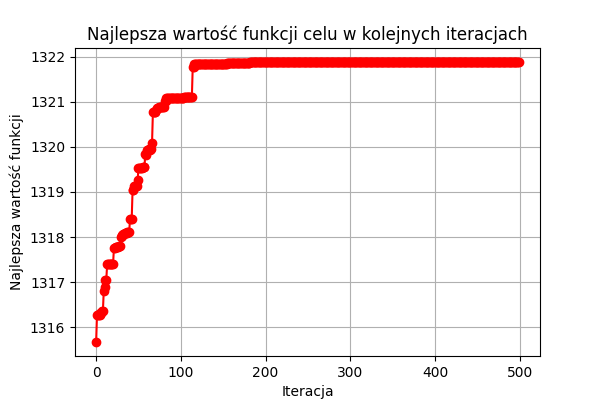 Najlepsza wartość funkcji celu w kolejnych iteracjach
Najlepsza wartość funkcji
1322
1321
1320
1319
1318
1317
1316
0 100 200 300 400 500
Iteracja